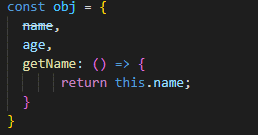 const obj = {
name,
age,
getName: () => {
return this.name;
}
}